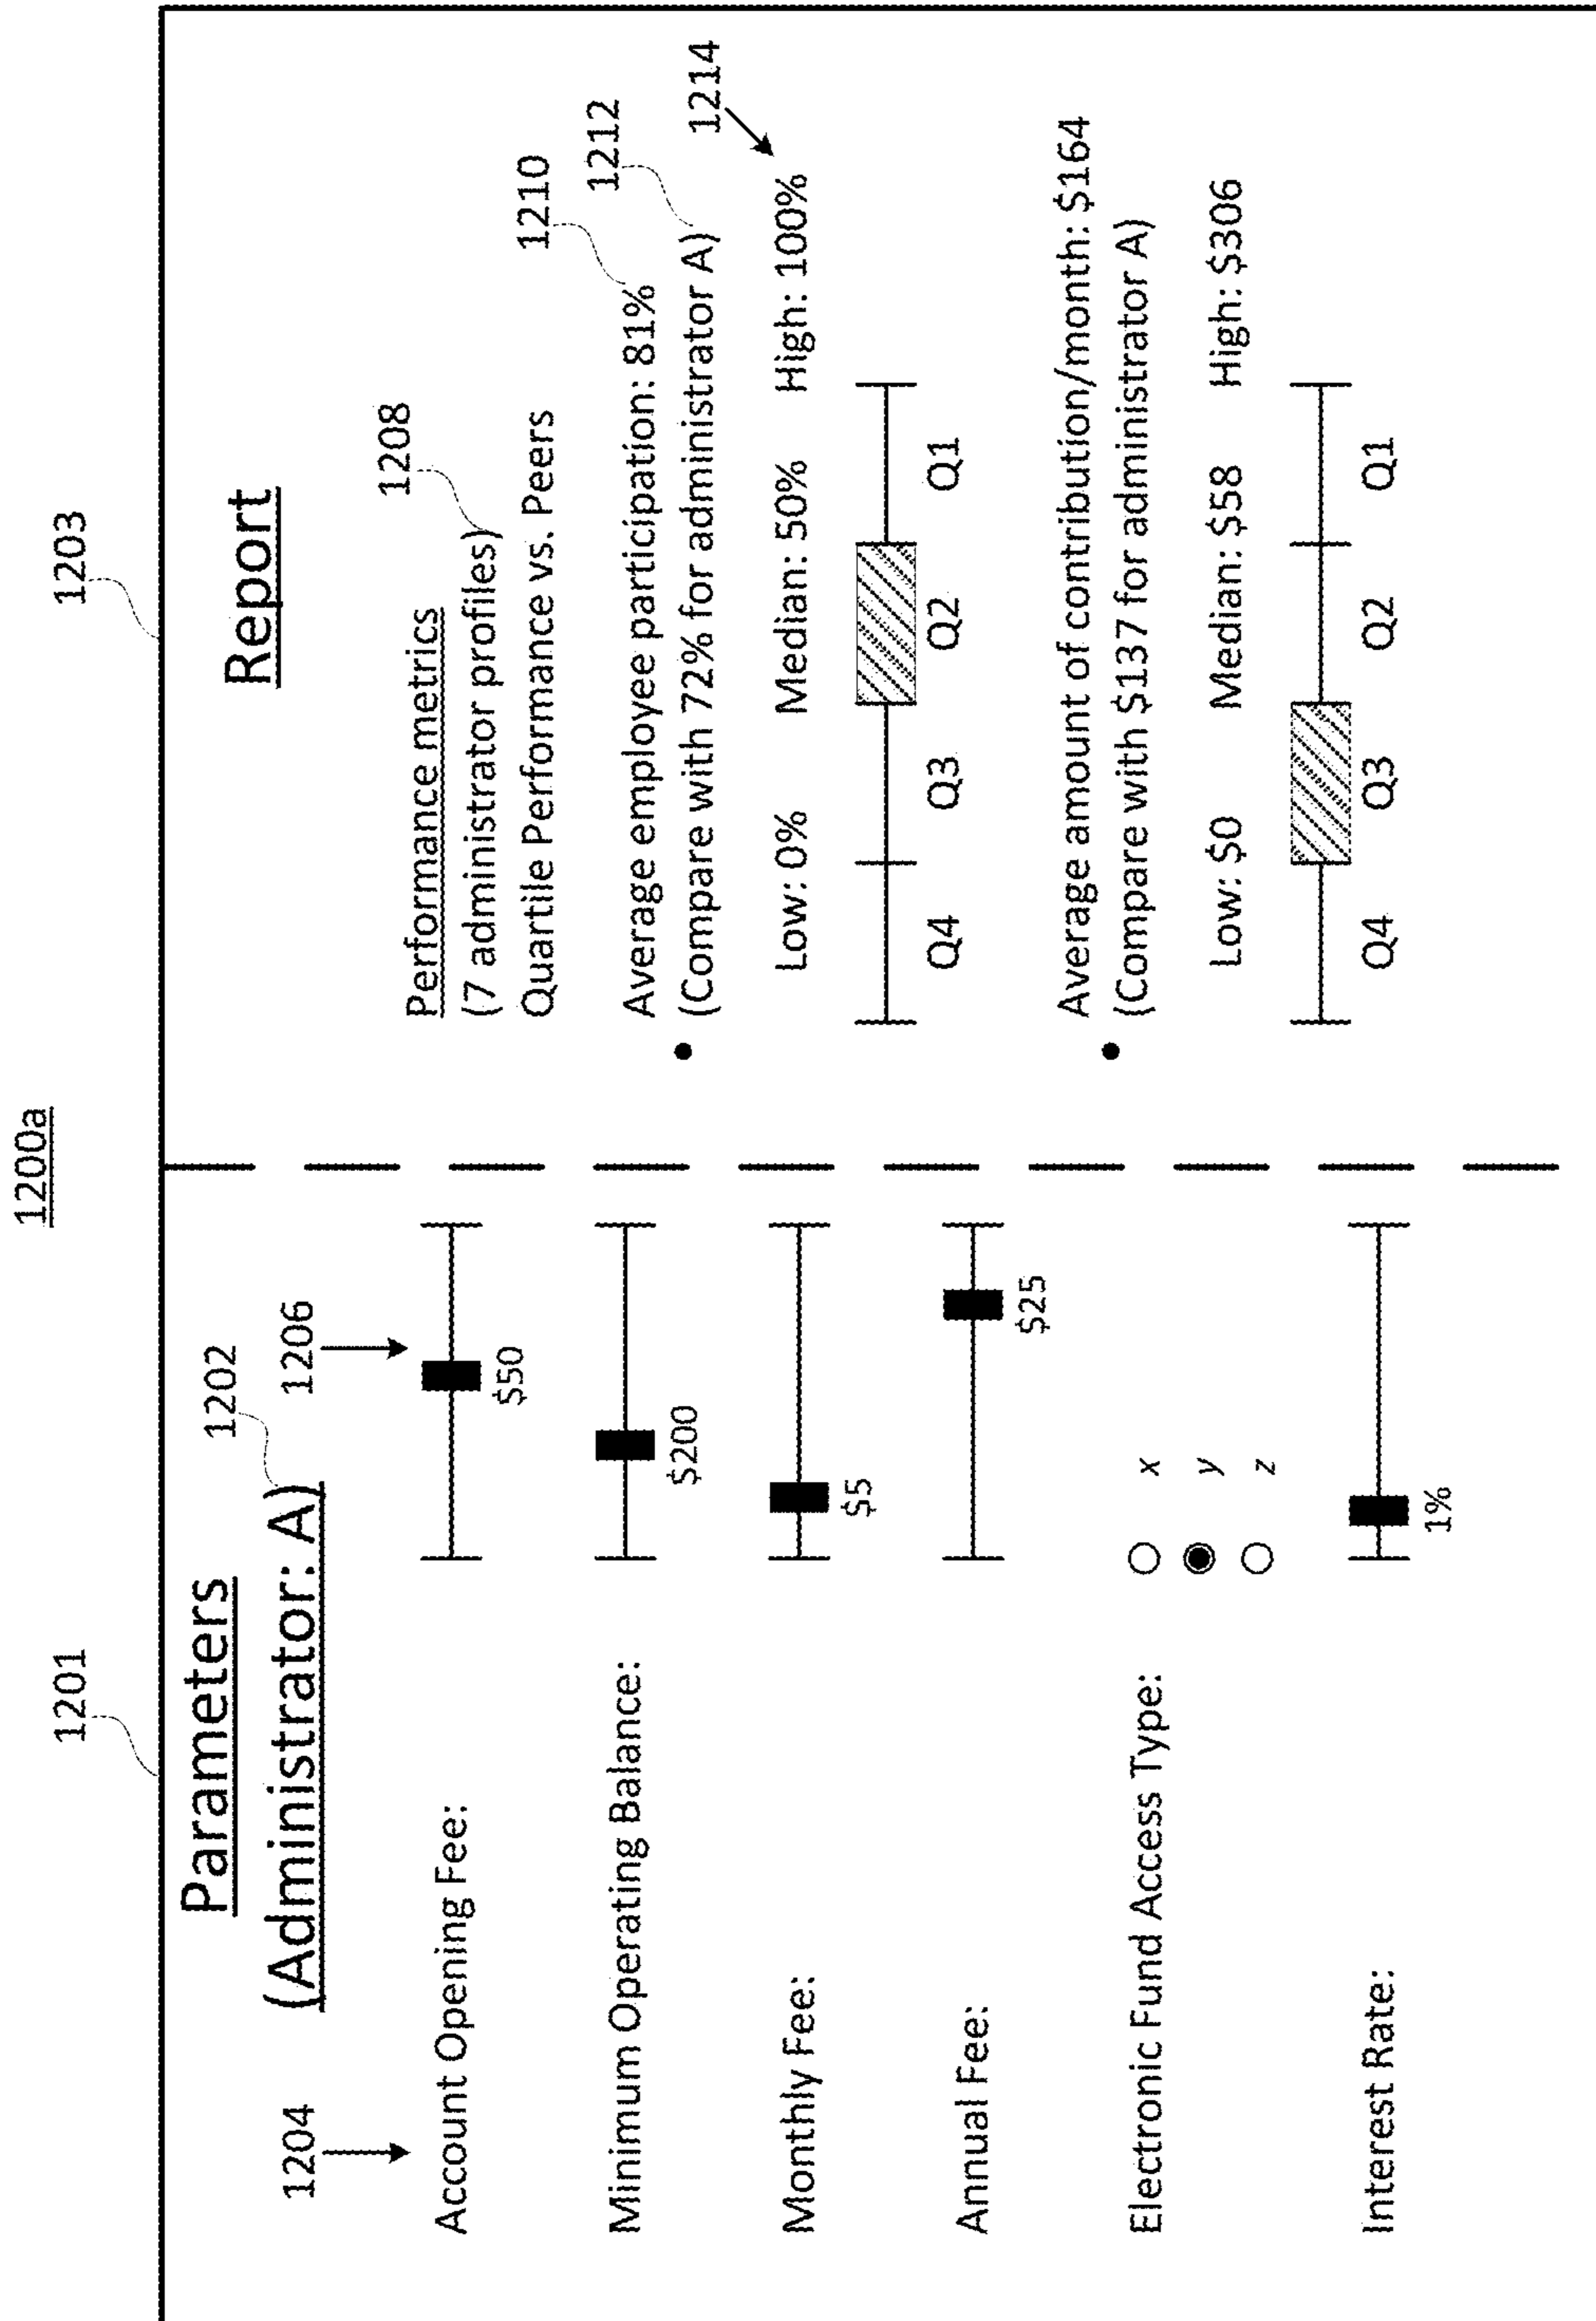 1200a
1201
1203
Parameters
(Administrator: A)
1202
1204
1206
Account Opening Fee:
$50
Minimum Operating Balance:
$200
Monthly Fee:
$5
Annual Fee:
$25
Electronic Fund Access Type:
x
y
z
Interest Rate:
1%
Report
1208
Performance metrics
(7 administrator profiles)
Quartile Performance vs. Peers
1210
1212
1214
Average employee participation: 81%
• (Compare with 72% for administrator A)
Low: 0% Median: 50% High: 100%
Q4 Q3 Q2 Q1
Average amount of contribution/month: $164
• (Compare with $137 for administrator A)
Low: $0 Median: $58 High: $306
Q4 Q3 Q2 Q1